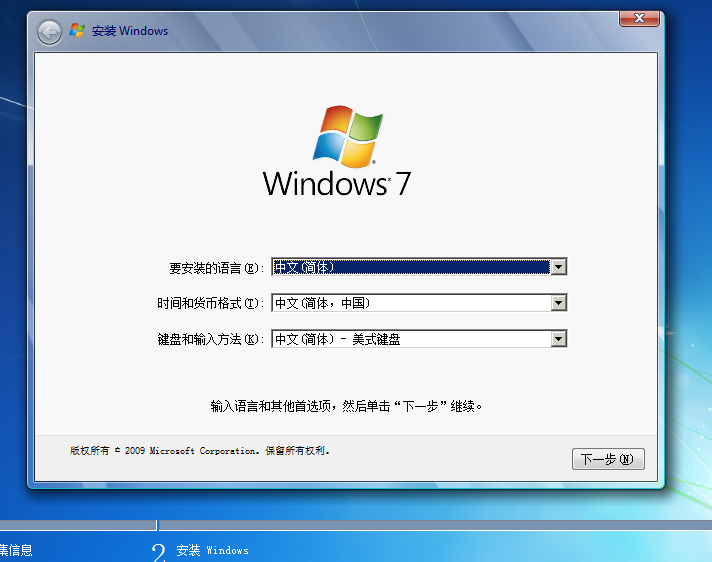 安装 Windows
Windows 7
要安装的语言(E): 中文(简体)
时间和货币格式(T): 中文(简体，中国)
键盘和输入方法(K): 中文(简体) - 美式键盘
输入语言和其他首选项，然后单击“下一步”继续。
版权所有 © 2009 Microsoft Corporation. 保留所有权利.
下一步(N)
集信息 2 安装 Windows